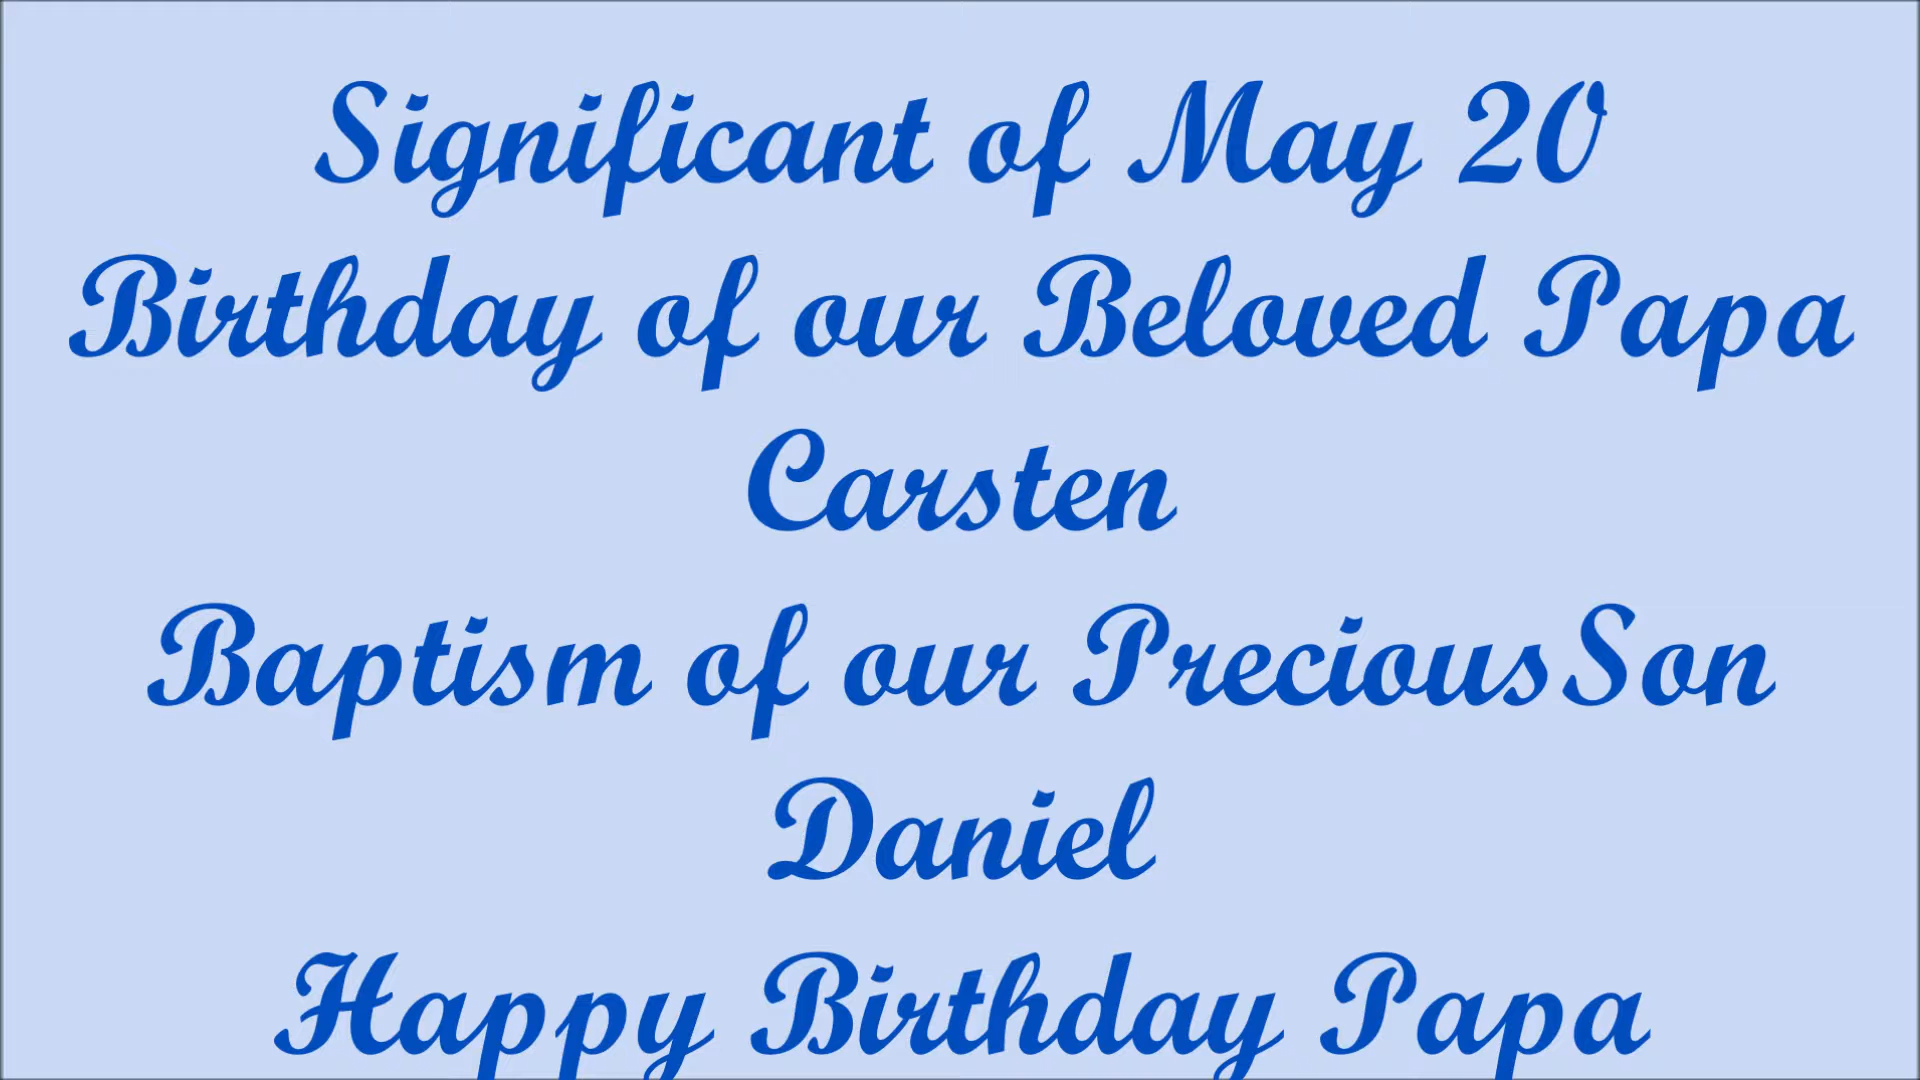 Significant of May 20
Birthday of our Beloved Papa
Carsten
Baptism of our PreciousSon
Daniel
Happy Birthday Papa